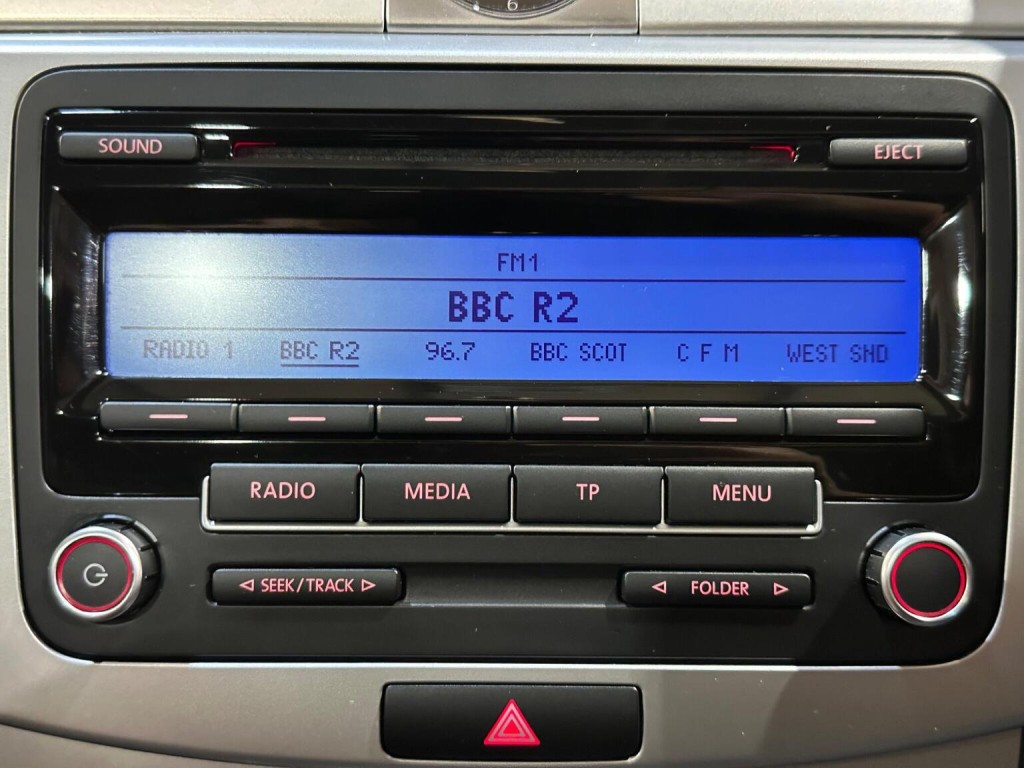 6
SOUND EJECT
FM1
BBC R2
RADIO 1 BBC R2 96.7 BBC SCOT C F M WEST SND
RADIO MEDIA TP MENU
SEEK/TRACK FOLDER